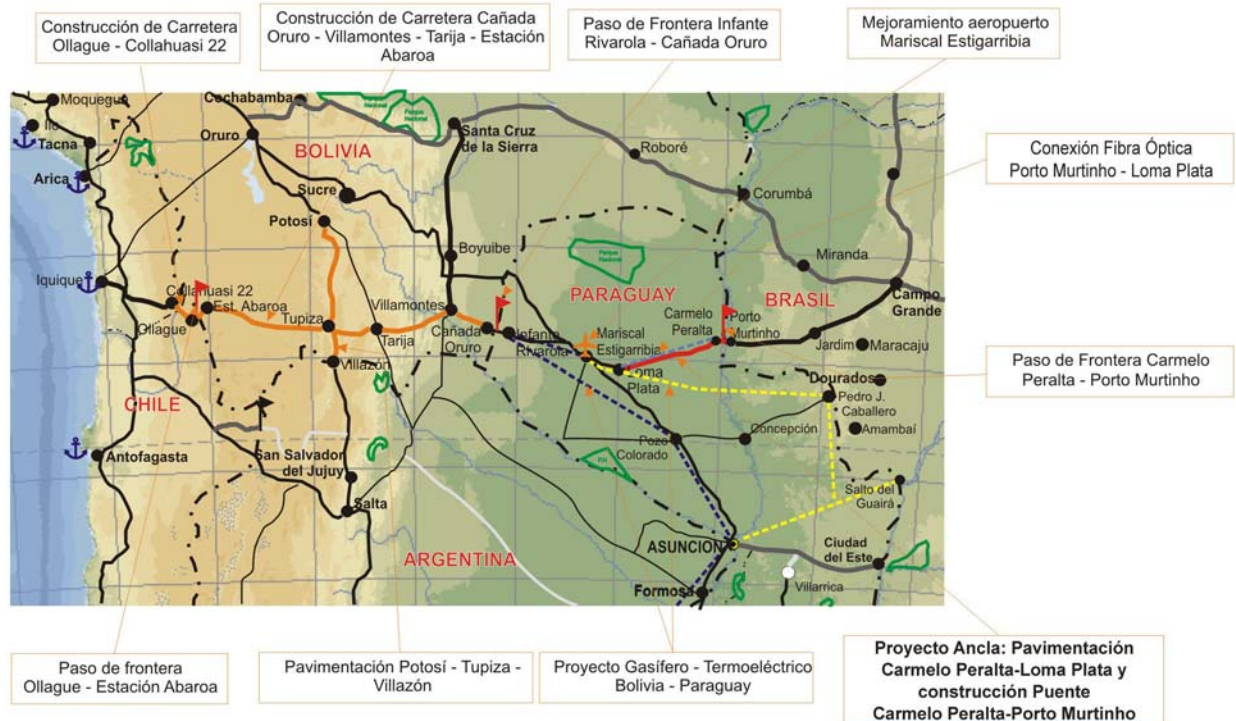 Construcción de Carretera
Ollague - Collahuasi 22
Construcción de Carretera Cañada
Oruro - Villamontes - Tarija - Estación
Abaroa
Paso de Frontera Infante
Rivarola - Cañada Oruro
Mejoramiento aeropuerto
Mariscal Estigarribia
Conexión Fibra Óptica
Porto Murtinho - Loma Plata
Moquegua
Ilo
Tacna
Arica
Cochabamba
Oruro
BOLIVIA
Parque
Nacional
Parque
Nacional
Santa Cruz
de la Sierra
Roboré
Corumbá
Sucre
Potosí
Boyuibe
Parque
Nacional
Miranda
Iquique
Collahuasi 22
Est. Abaroa
Ollague
Tupiza
Villamontes
Tarija
Cañada
Oruro
Infante
Rivarola
PARAGUAY
Mariscal
Estigarribia
Carmelo
Peralta
BRASIL
Porto
Murtinho
Campo
Grande
Jardim
Maracaju
Loma
Plata
Villazón
CHILE
Dourados
Pedro J.
Caballero
Amambaí
Concepción
Pozo
Colorado
Antofagasta
San Salvador
del Jujuy
Salta
PN
Salto del
Guairá
ARGENTINA
ASUNCION
Ciudad
del Este
Villarrica
Formosa
Paso de Frontera Carmelo
Peralta - Porto Murtinho
Paso de frontera
Ollague - Estación Abaroa
Pavimentación Potosí - Tupiza -
Villazón
Proyecto Gasífero - Termoeléctrico
Bolivia - Paraguay
Proyecto Ancla: Pavimentación
Carmelo Peralta-Loma Plata y
construcción Puente
Carmelo Peralta-Porto Murtinho